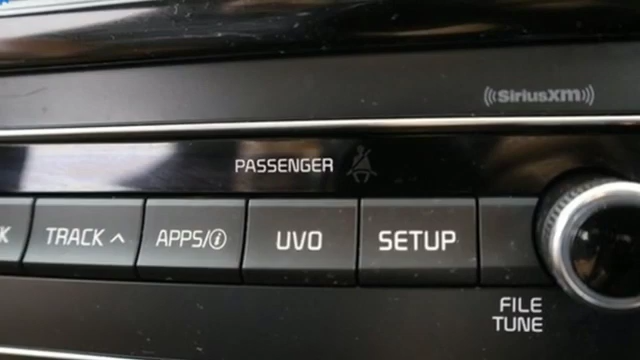 ((SiriusXM))
PASSENGER
K TRACK ^ APPS/i UVO SETUP
FILE
TUNE